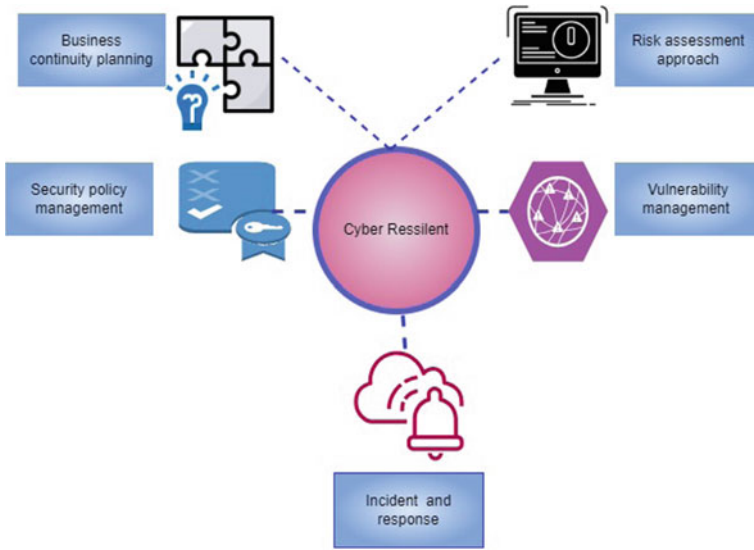 Business
continuity planning
Risk assessment
approach
Security policy
management
Cyber Ressilent
Vulnerability
management
Incident and
response